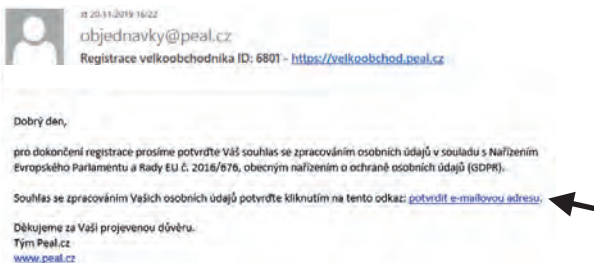 st 20.11.2019 16:22
objednavky@peal.cz
Registrace velkoobchodníka ID: 6801 - https://velkoobchod.peal.cz
Dobrý den,
pro dokončení registrace prosíme potvrďte Váš souhlas se zpracováním osobních údajů v souladu s Nařízením
Evropského Parlamentu a Rady EU č. 2016/676, obecným nařízením o ochraně osobních údajů (GDPR).
Souhlas se zpracováním Vašich osobních údajů potvrďte kliknutím na tento odkaz: potvrdit e-mailovou adresu.
Děkujeme za Vaši projevenou důvěru.
Tým Peal.cz
www.peal.cz